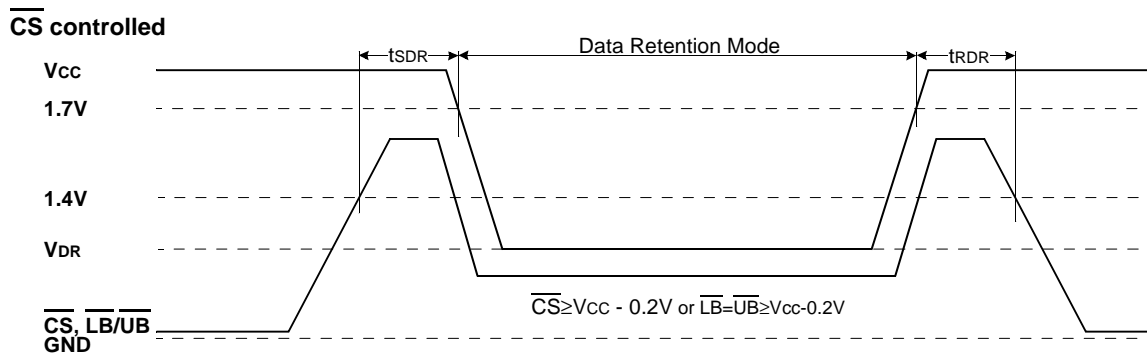 CS controlled
tSDR Data Retention Mode tRDR
VCC
1.7V
1.4V
VDR
CS≥VCC - 0.2V or LB=UB≥Vcc-0.2V
CS, LB/UB
GND